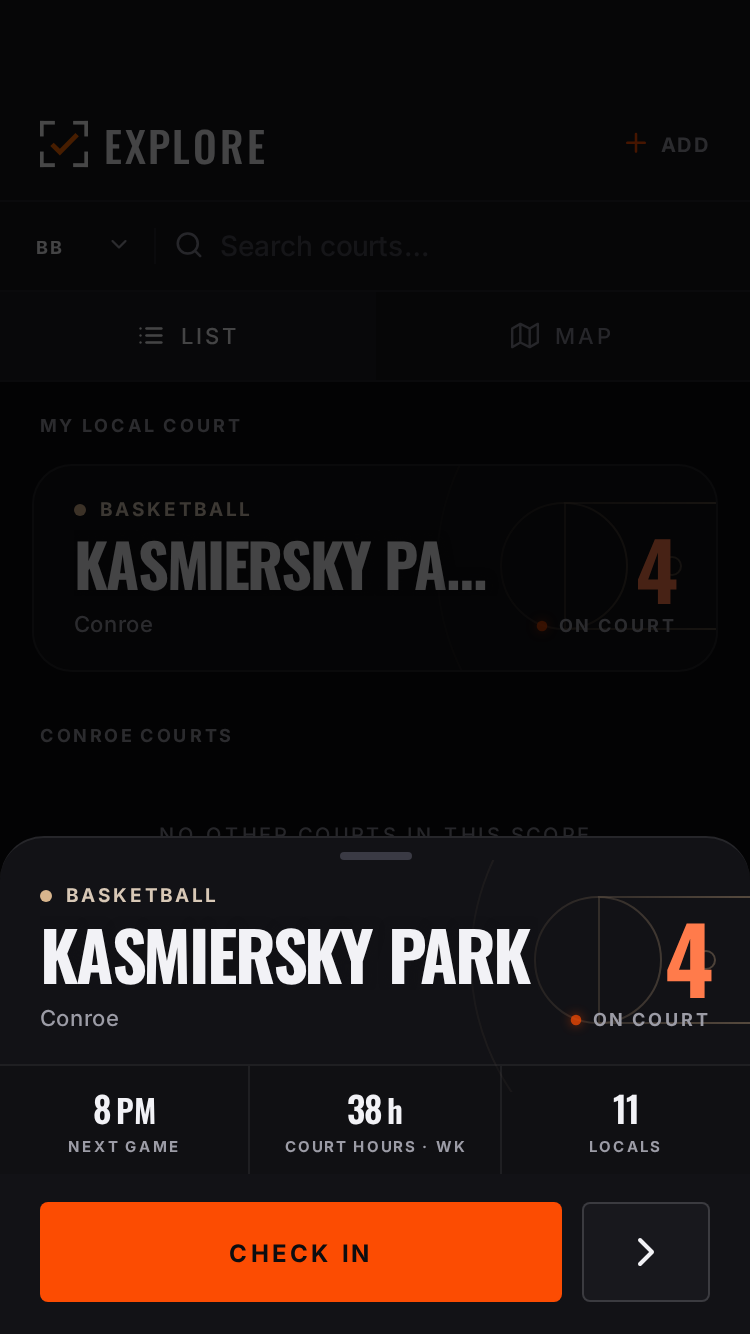 EXPLORE
ADD
BB
Search courts...
LIST
MAP
MY LOCAL COURT
BASKETBALL
KASMIERSKY PA...
4
Conroe
ON COURT
CONROE COURTS
NO OTHER COURTS IN THIS SCOPE
BASKETBALL
KASMIERSKY PARK
4
Conroe
ON COURT
8 PM
38 h
11
NEXT GAME
COURT HOURS · WK
LOCALS
CHECK IN